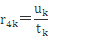 r₄ₖ = uₖ / tₖ